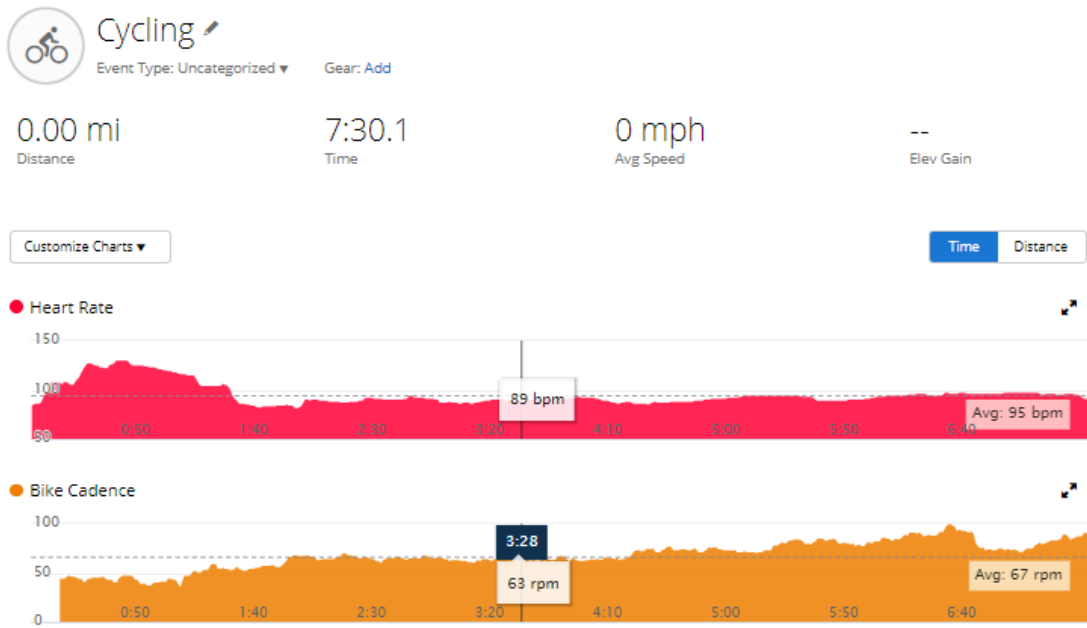 Cycling
Event Type: Uncategorized ▾ Gear: Add
0.00 mi 7:30.1 0 mph --
Distance Time Avg Speed Elev Gain
Customize Charts ▾ Time Distance
Heart Rate
150
100
89 bpm
Avg: 95 bpm
0:50 1:40 2:30 3:20 4:10 5:00 5:50 6:40
Bike Cadence
100
3:28
50
63 rpm
Avg: 67 rpm
0:50 1:40 2:30 3:20 4:10 5:00 5:50 6:40
0